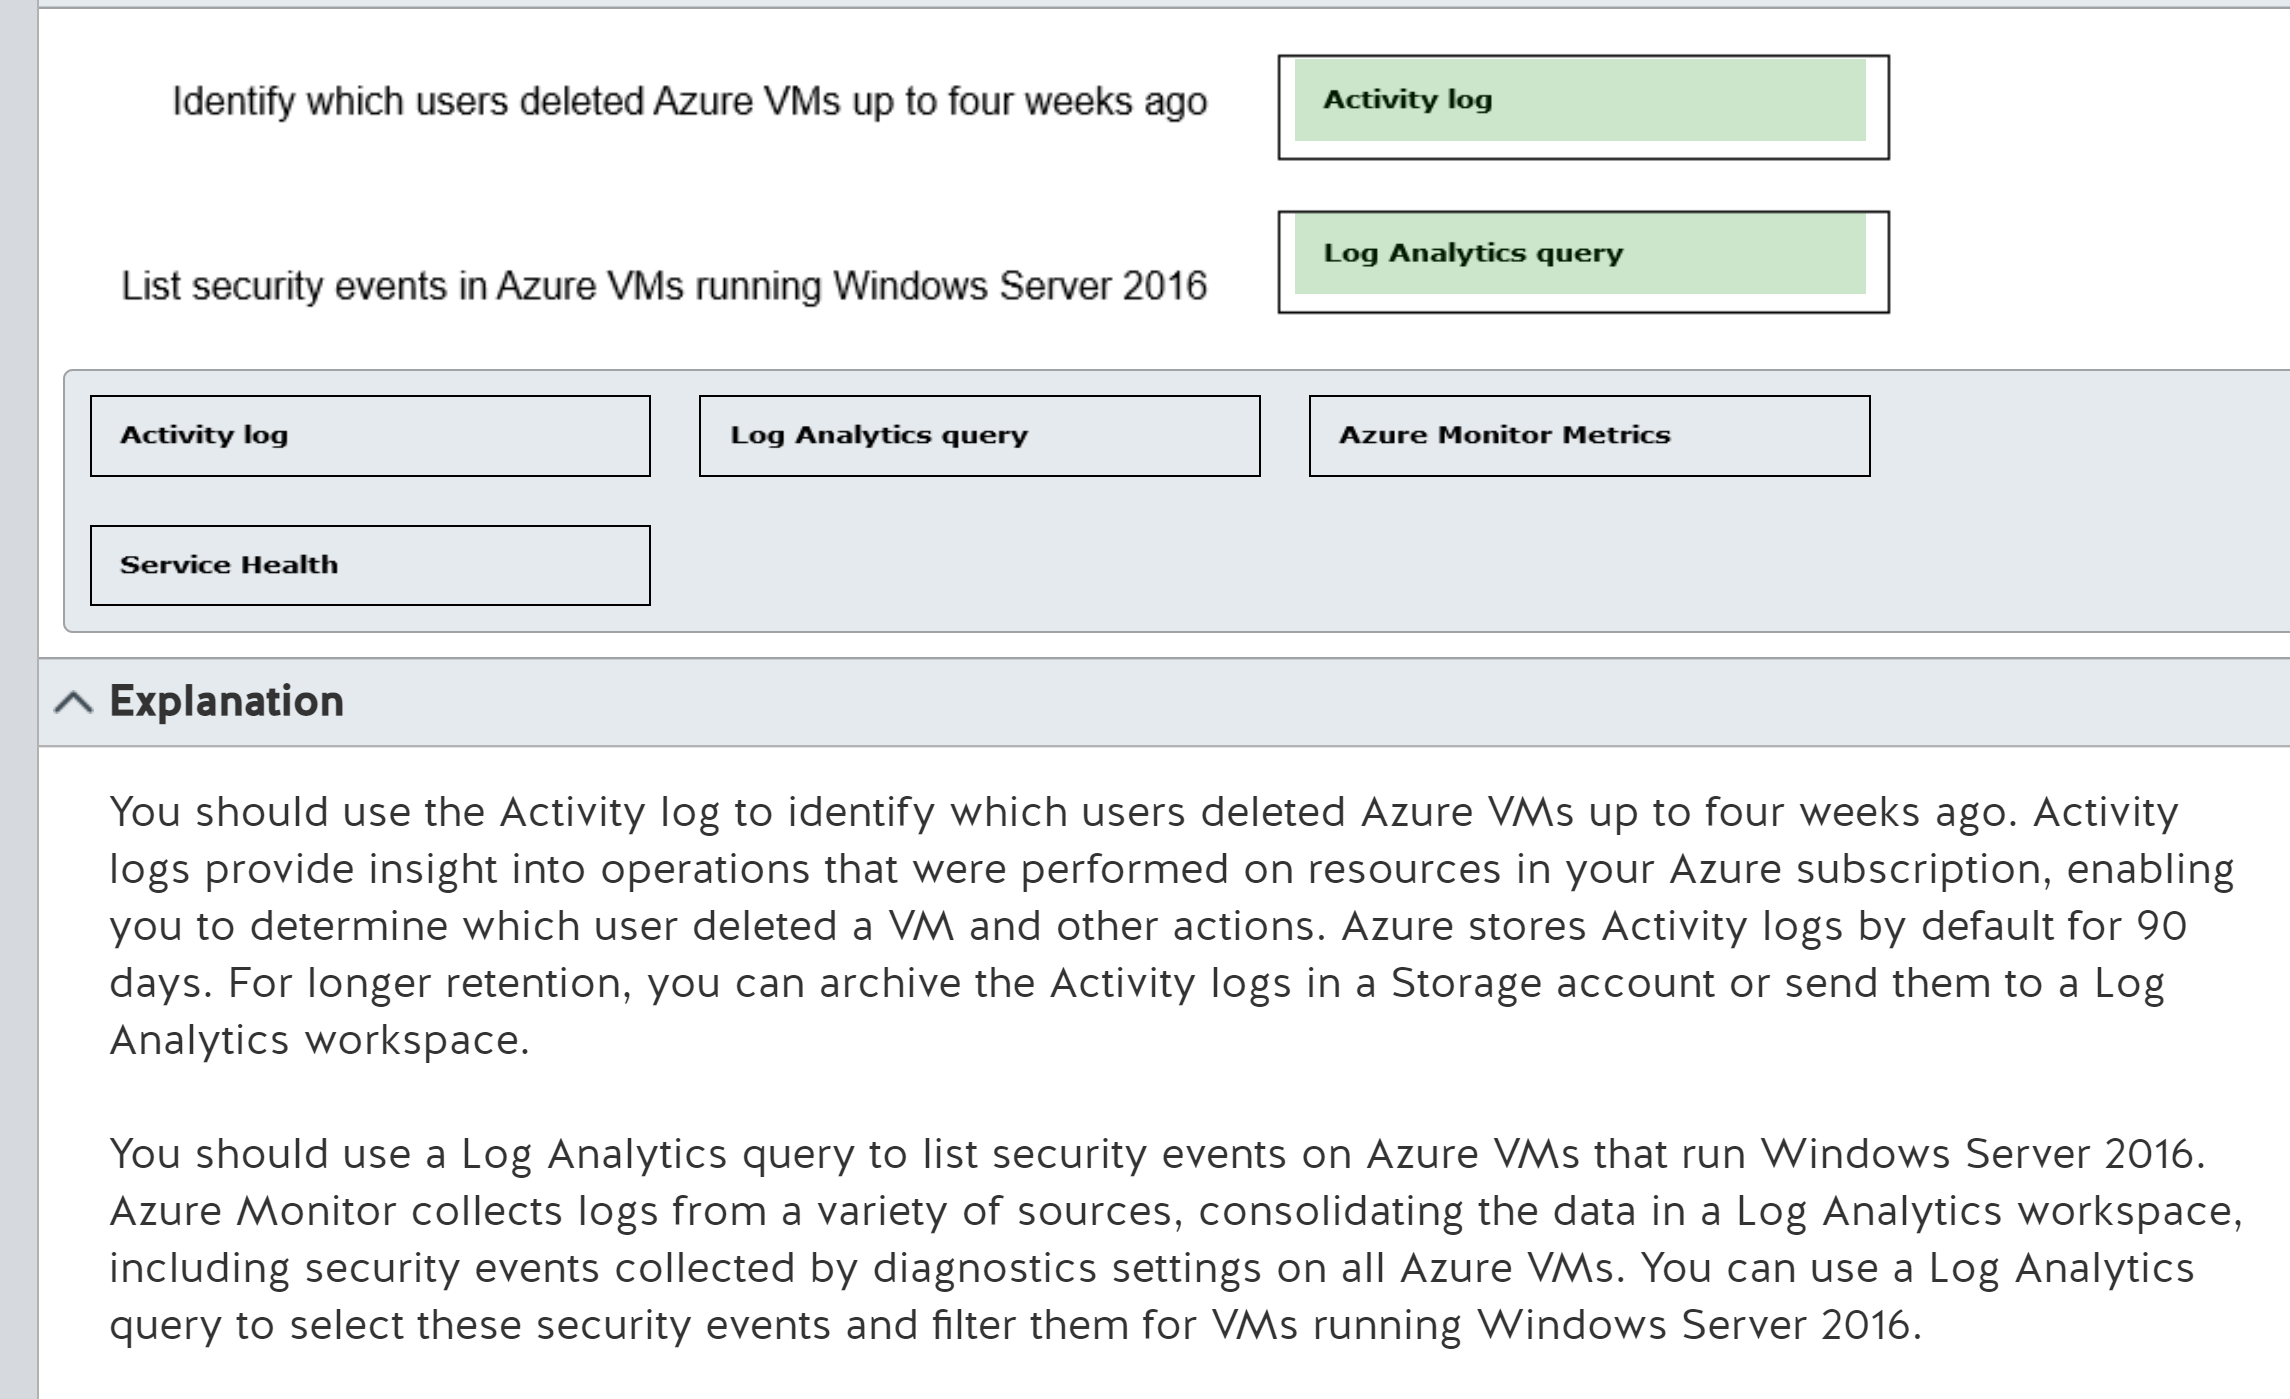 Identify which users deleted Azure VMs up to four weeks ago
Activity log
Log Analytics query
List security events in Azure VMs running Windows Server 2016
Activity log
Log Analytics query
Azure Monitor Metrics
Service Health
Explanation
You should use the Activity log to identify which users deleted Azure VMs up to four weeks ago. Activity
logs provide insight into operations that were performed on resources in your Azure subscription, enabling
you to determine which user deleted a VM and other actions. Azure stores Activity logs by default for 90
days. For longer retention, you can archive the Activity logs in a Storage account or send them to a Log
Analytics workspace.
You should use a Log Analytics query to list security events on Azure VMs that run Windows Server 2016.
Azure Monitor collects logs from a variety of sources, consolidating the data in a Log Analytics workspace,
including security events collected by diagnostics settings on all Azure VMs. You can use a Log Analytics
query to select these security events and filter them for VMs running Windows Server 2016.